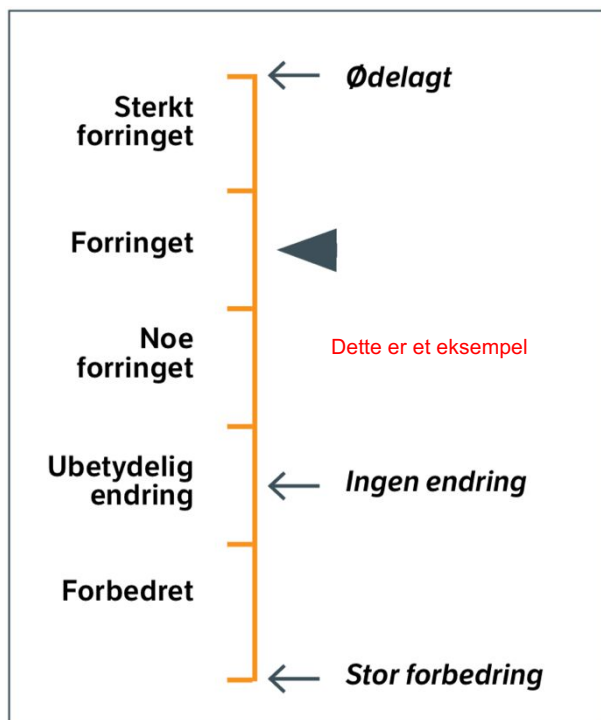 Ødelagt
Sterkt
forringet
Forringet
Noe
forringet
Dette er et eksempel
Ubetydelig
endring
Ingen endring
Forbedret
Stor forbedring